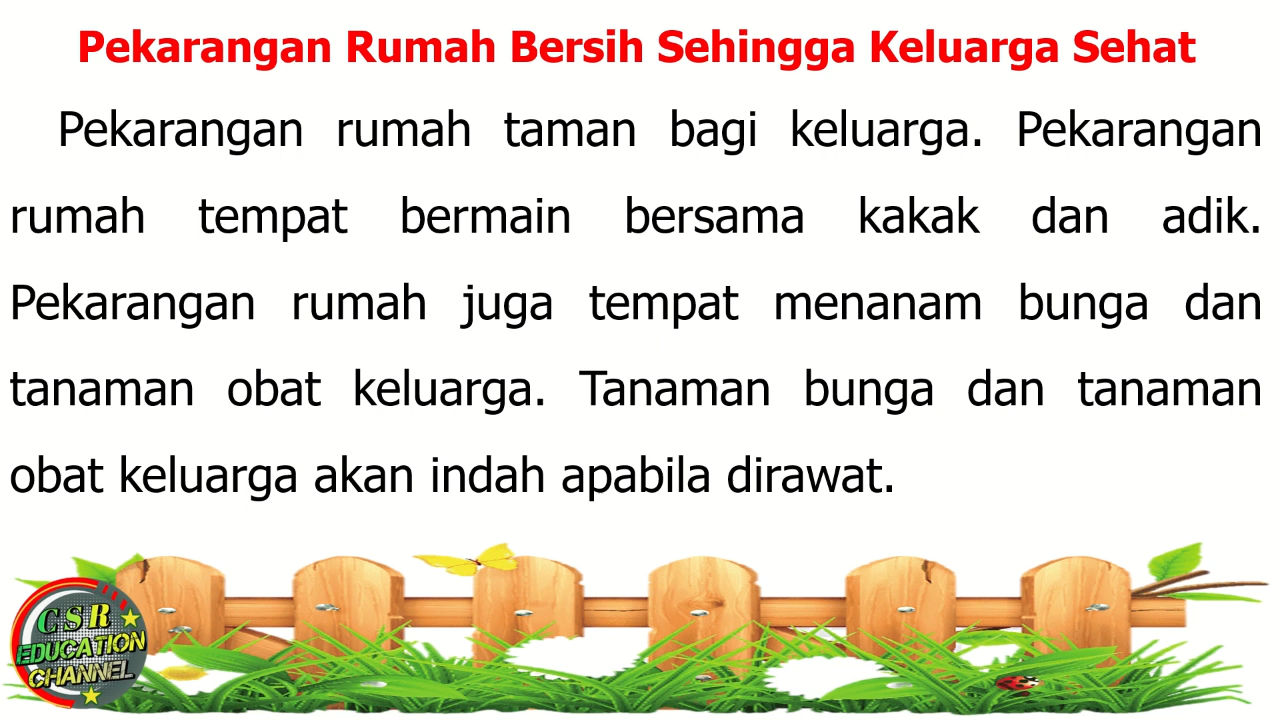 Pekarangan Rumah Bersih Sehingga Keluarga Sehat
Pekarangan rumah taman bagi keluarga. Pekarangan
rumah tempat bermain bersama kakak dan adik.
Pekarangan rumah juga tempat menanam bunga dan
tanaman obat keluarga. Tanaman bunga dan tanaman
obat keluarga akan indah apabila dirawat.
CSR
EDUCATION
CHANNEL